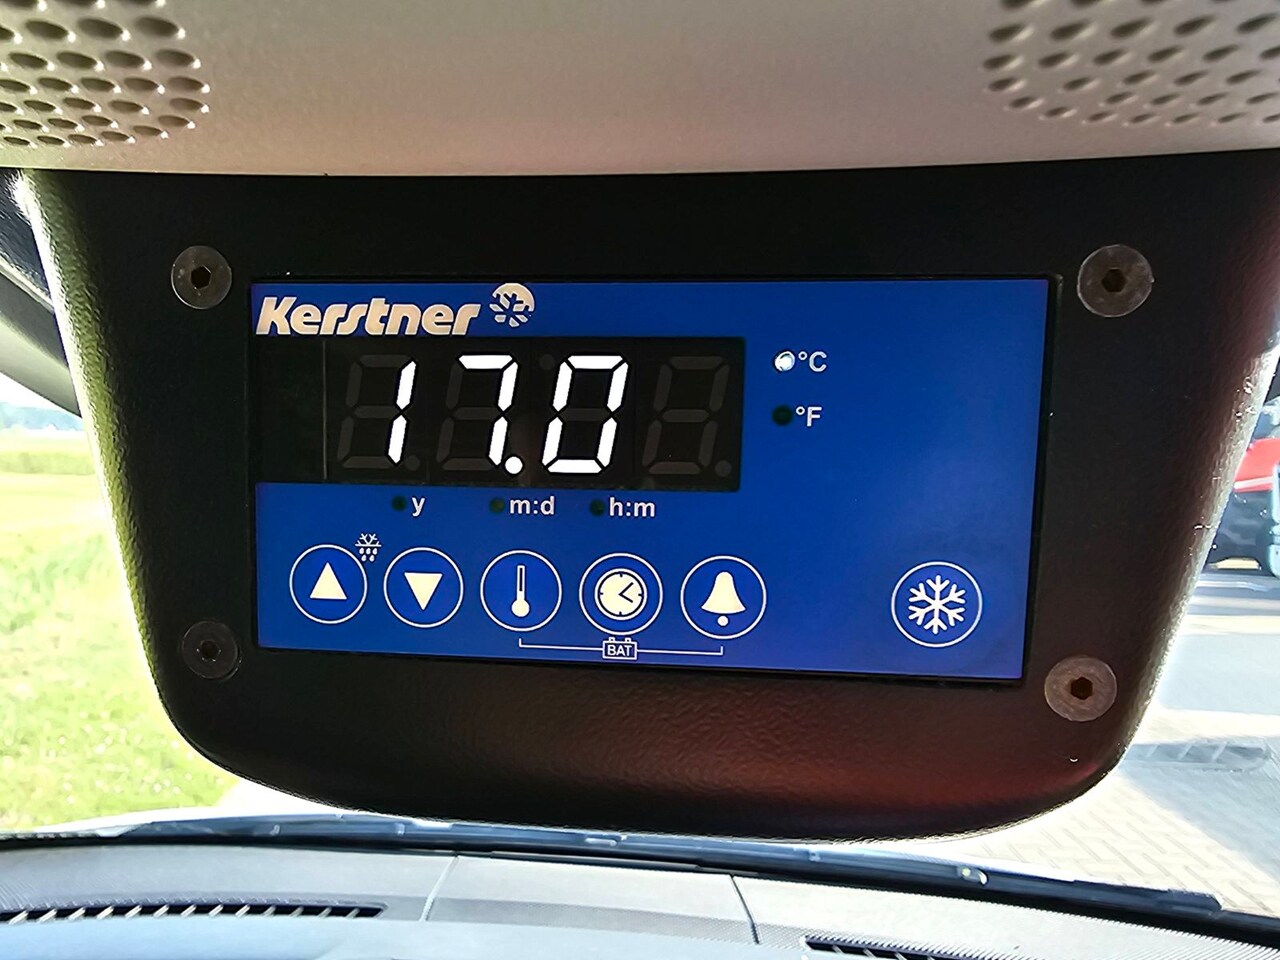 Kerstner
17.0
°C
°F
y m:d h:m
BAT